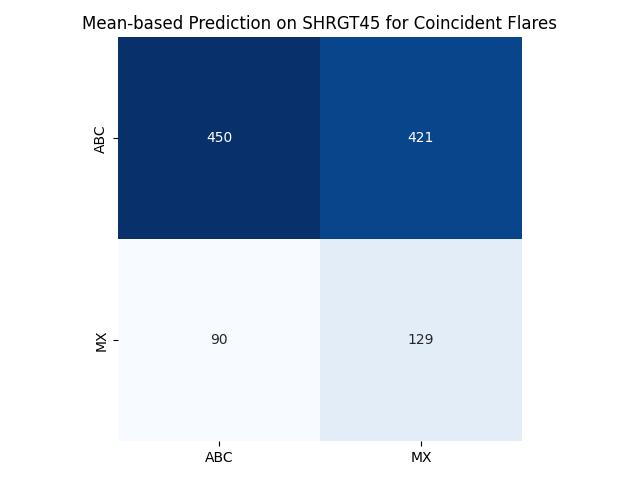 Mean-based Prediction on SHRGT45 for Coincident Flares
ABC
450
421
MX
90
129
ABC
MX